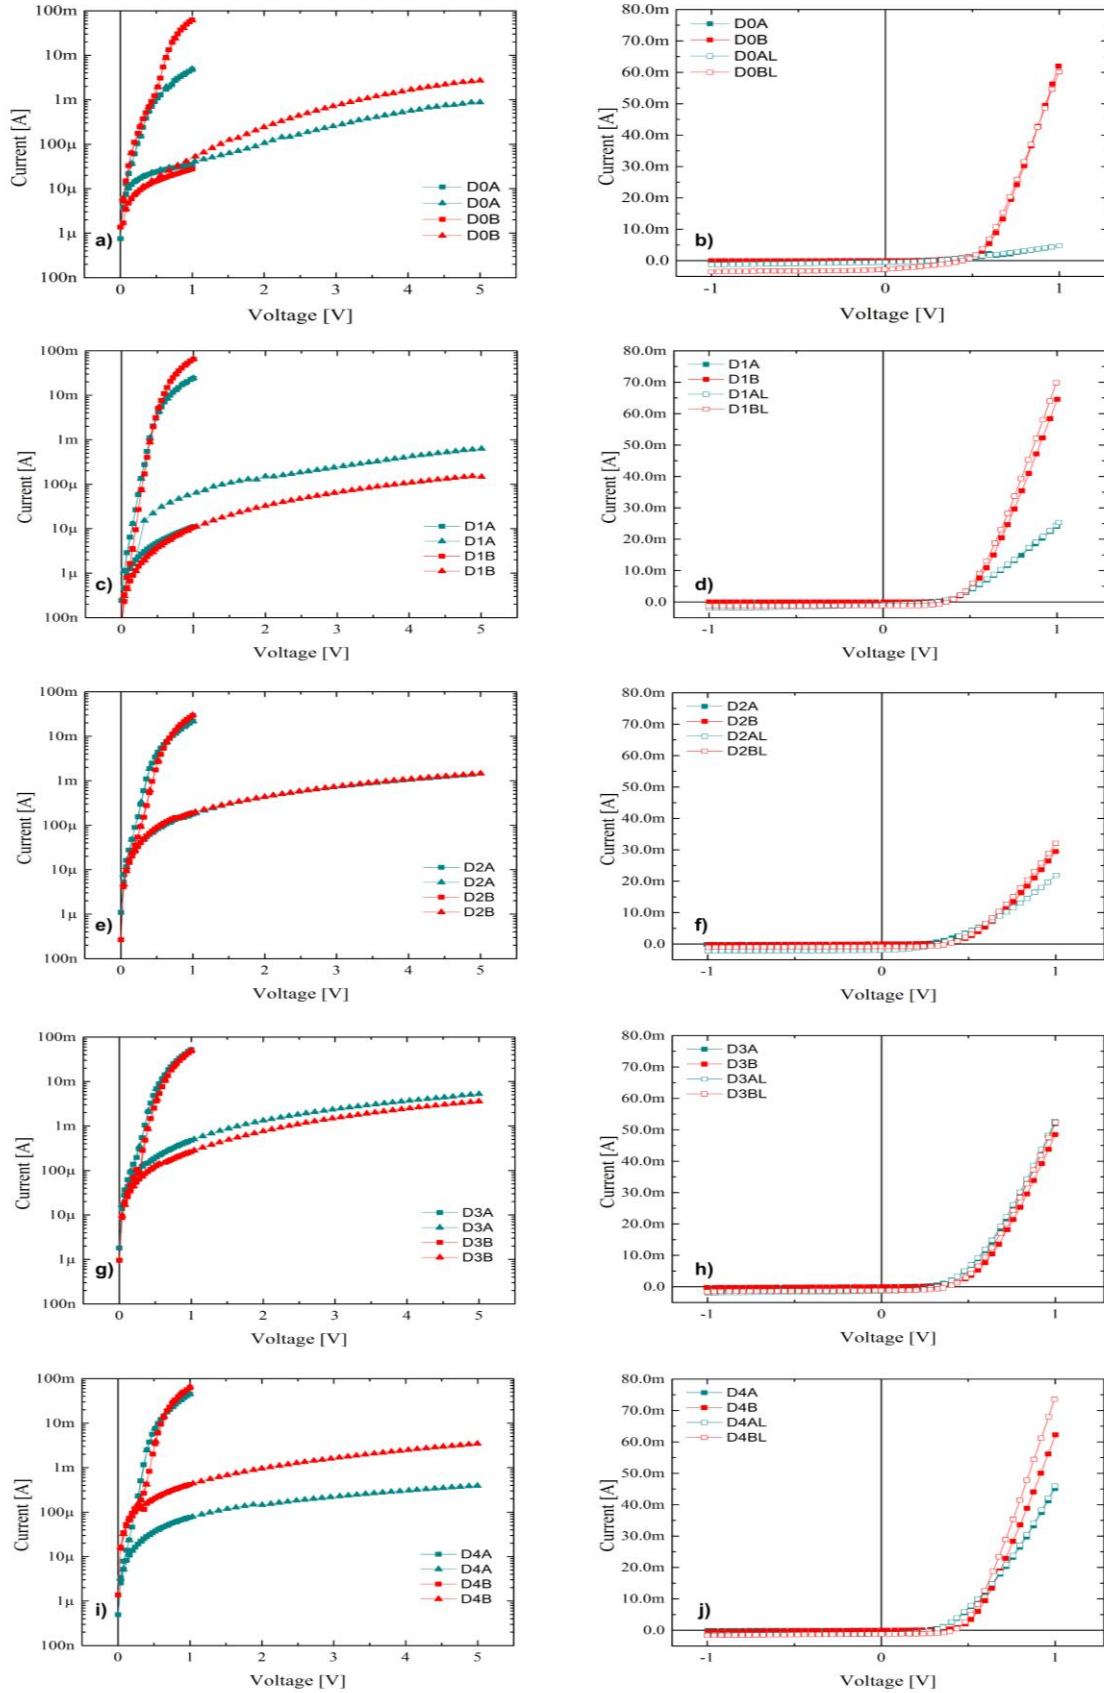 100m
10m
1m
100µ
10µ
1µ
100n
Current [A]
a)
D0A
D0A
D0B
D0B
0 1 2 3 4 5
Voltage [V]
80.0m
70.0m
60.0m
50.0m
40.0m
30.0m
20.0m
10.0m
0.0
Current [A]
D0A
D0B
D0AL
D0BL
b)
-1 0 1
Voltage [V]
100m
10m
1m
100µ
10µ
1µ
100n
Current [A]
c)
D1A
D1A
D1B
D1B
0 1 2 3 4 5
Voltage [V]
80.0m
70.0m
60.0m
50.0m
40.0m
30.0m
20.0m
10.0m
0.0
Current [A]
D1A
D1B
D1AL
D1BL
d)
-1 0 1
Voltage [V]
100m
10m
1m
100µ
10µ
1µ
100n
Current [A]
e)
D2A
D2A
D2B
D2B
0 1 2 3 4 5
Voltage [V]
80.0m
70.0m
60.0m
50.0m
40.0m
30.0m
20.0m
10.0m
0.0
Current [A]
D2A
D2B
D2AL
D2BL
f)
-1 0 1
Voltage [V]
100m
10m
1m
100µ
10µ
1µ
100n
Current [A]
g)
D3A
D3A
D3B
D3B
0 1 2 3 4 5
Voltage [V]
80.0m
70.0m
60.0m
50.0m
40.0m
30.0m
20.0m
10.0m
0.0
Current [A]
D3A
D3B
D3AL
D3BL
h)
-1 0 1
Voltage [V]
100m
10m
1m
100µ
10µ
1µ
100n
Current [A]
i)
D4A
D4A
D4B
D4B
0 1 2 3 4 5
Voltage [V]
80.0m
70.0m
60.0m
50.0m
40.0m
30.0m
20.0m
10.0m
0.0
Current [A]
D4A
D4B
D4AL
D4BL
j)
-1 0 1
Voltage [V]